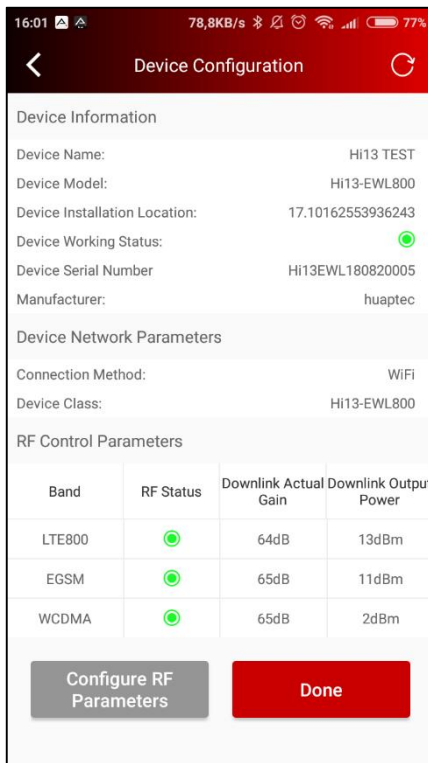 16:01 78,8KB/s 77%
Device Configuration
Device Information
Device Name: Hi13 TEST
Device Model: Hi13-EWL800
Device Installation Location: 17.10162553936243
Device Working Status:
Device Serial Number Hi13EWL180820005
Manufacturer: huaptec
Device Network Parameters
Connection Method: WiFi
Device Class: Hi13-EWL800
RF Control Parameters
Band RF Status Downlink Actual Gain Downlink Output Power
LTE800 64dB 13dBm
EGSM 65dB 11dBm
WCDMA 65dB 2dBm
Configure RF
Parameters
Done